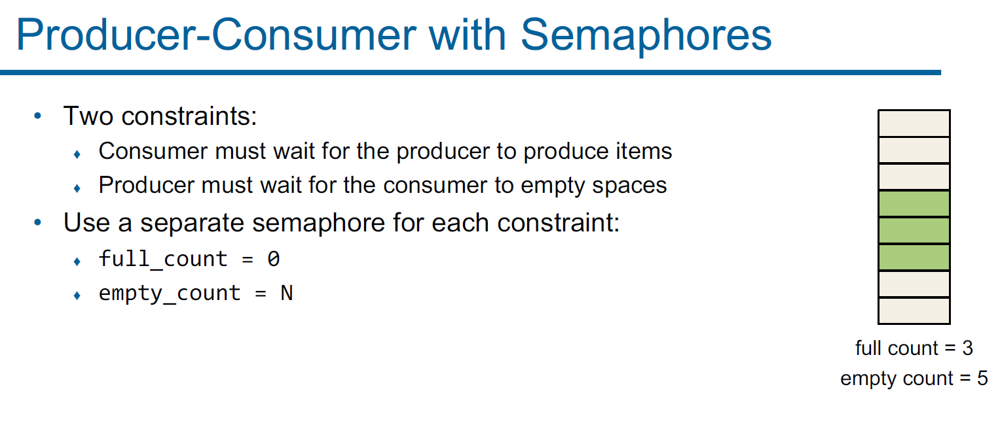 Producer-Consumer with Semaphores
• Two constraints:
♦ Consumer must wait for the producer to produce items
♦ Producer must wait for the consumer to empty spaces
• Use a separate semaphore for each constraint:
♦ full_count = 0
♦ empty_count = N
full count = 3
empty count = 5